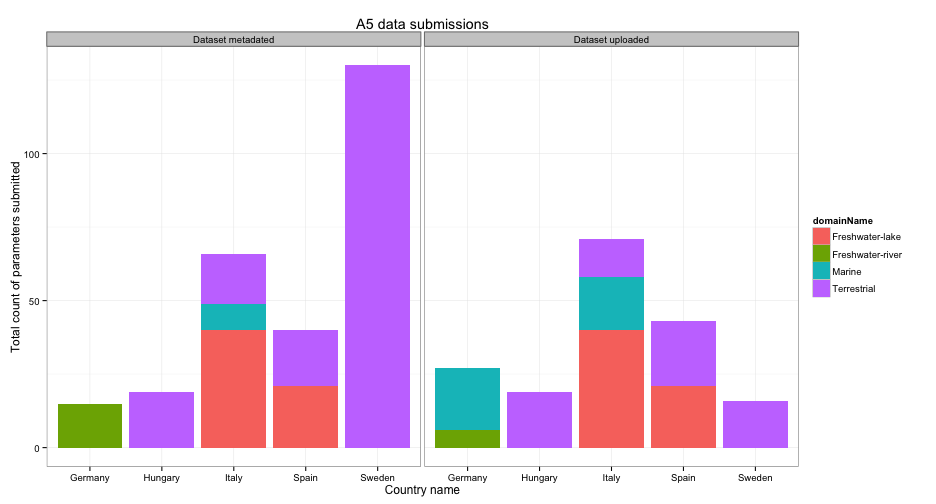 A5 data submissions
Dataset metadated
Dataset uploaded
Total count of parameters submitted
100
50
0
Germany Hungary Italy Spain Sweden
Germany Hungary Italy Spain Sweden
Country name
domainName
Freshwater-lake
Freshwater-river
Marine
Terrestrial